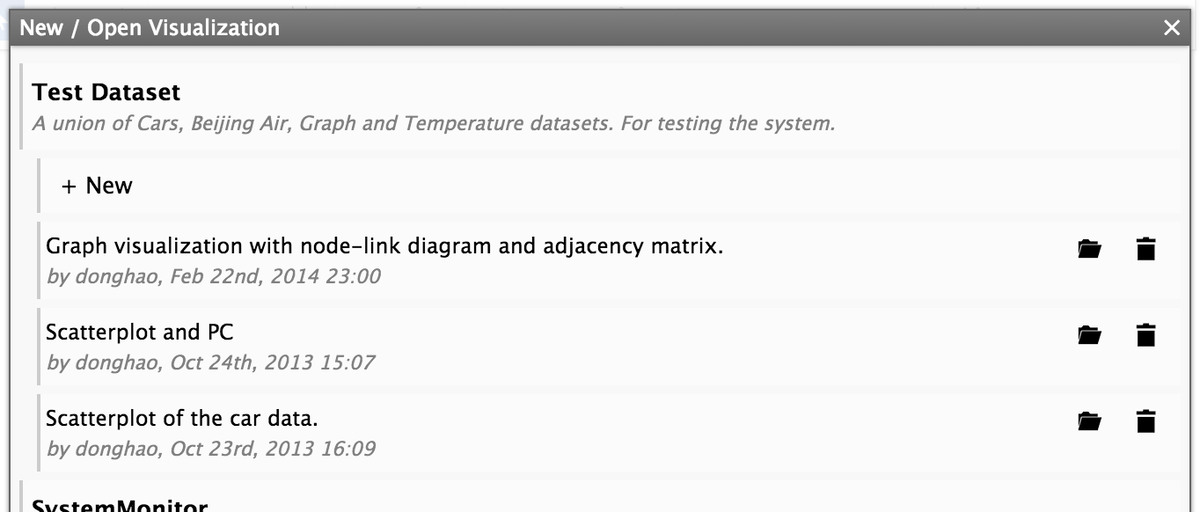 New / Open Visualization
Test Dataset
A union of Cars, Beijing Air, Graph and Temperature datasets. For testing the system.
+ New
Graph visualization with node-link diagram and adjacency matrix.
by donghao, Feb 22nd, 2014 23:00
Scatterplot and PC
by donghao, Oct 24th, 2013 15:07
Scatterplot of the car data.
by donghao, Oct 23rd, 2013 16:09
SystemMonitor